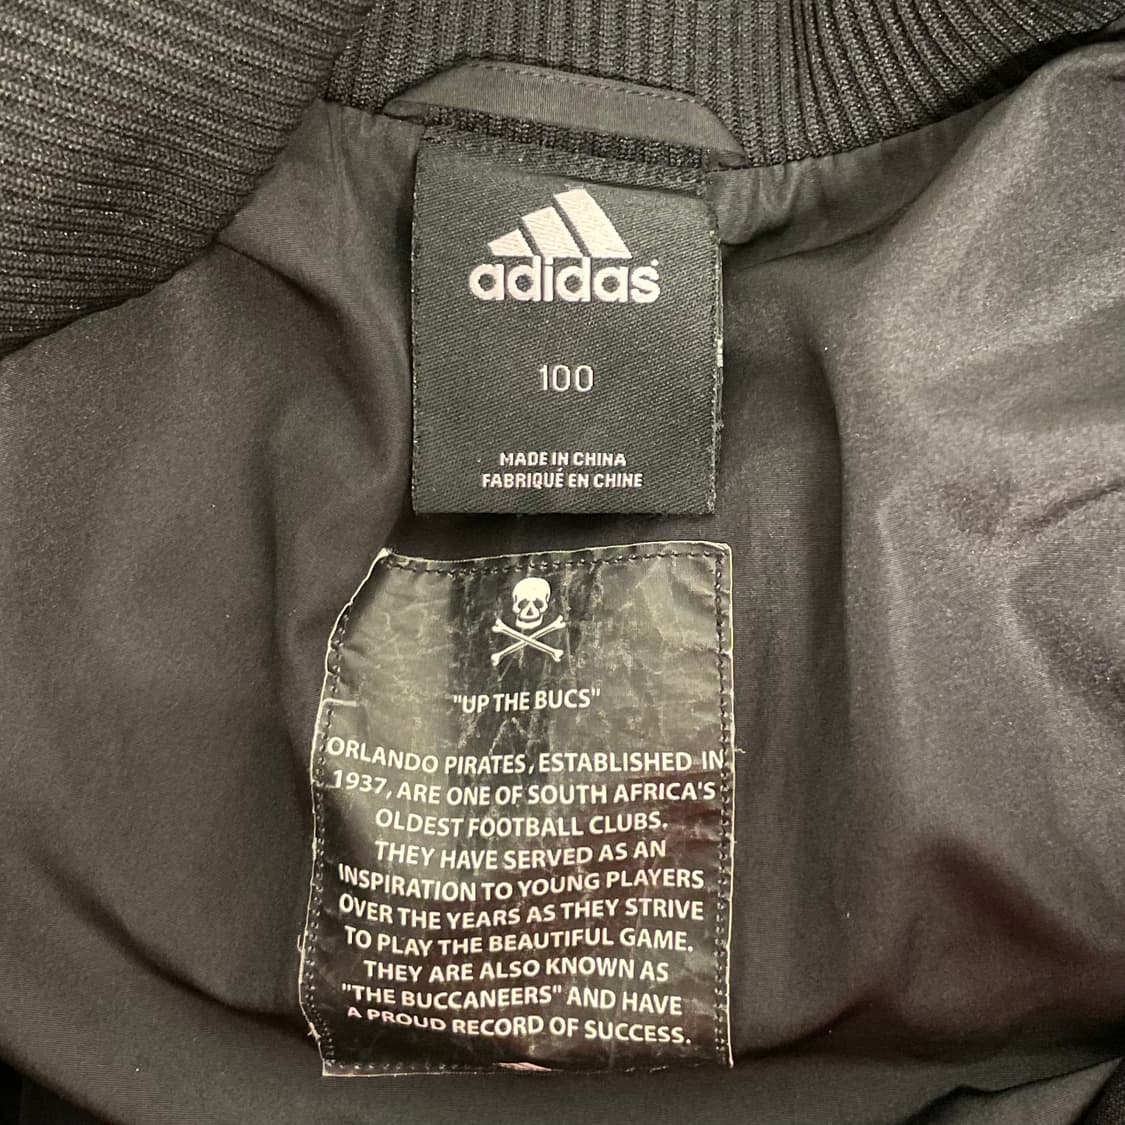 adidas
100
MADE IN CHINA
FABRIQUÉ EN CHINE
"UP THE BUCS"
ORLANDO PIRATES, ESTABLISHED IN
1937, ARE ONE OF SOUTH AFRICA'S
OLDEST FOOTBALL CLUBS.
THEY HAVE SERVED AS AN
INSPIRATION TO YOUNG PLAYERS
OVER THE YEARS AS THEY STRIVE
TO PLAY THE BEAUTIFUL GAME.
THEY ARE ALSO KNOWN AS
"THE BUCCANEERS" AND HAVE
A PROUD RECORD OF SUCCESS.